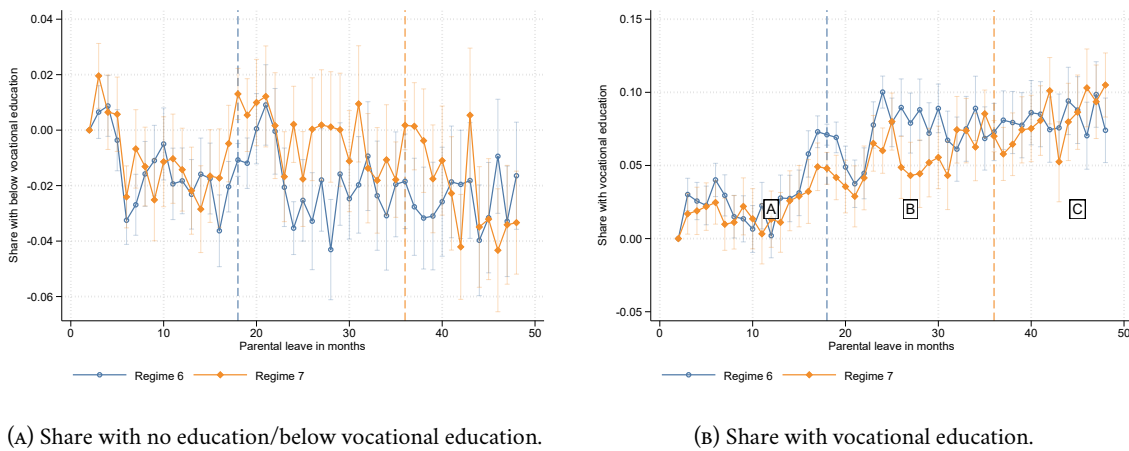 0.04
0.02
0.00
-0.02
-0.04
-0.06
Share with below vocational education
0
10
20
30
40
50
Parental leave in months
Regime 6
Regime 7
(A) Share with no education/below vocational education.
0.15
0.10
0.05
0.00
-0.05
Share with vocational education
A
B
C
0
10
20
30
40
50
Parental leave in months
Regime 6
Regime 7
(B) Share with vocational education.